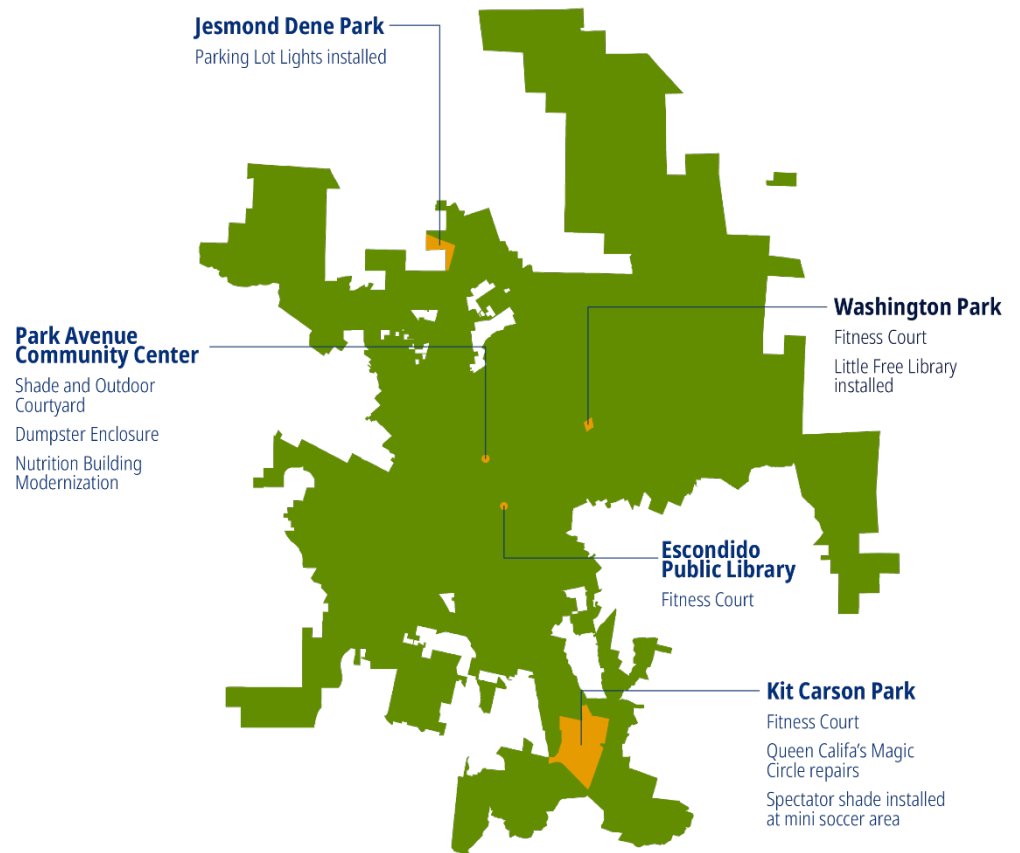 Jesmond Dene Park
Parking Lot Lights installed
Washington Park
Fitness Court
Little Free Library
installed
Park Avenue
Community Center
Shade and Outdoor
Courtyard
Dumpster Enclosure
Nutrition Building
Modernization
Escondido
Public Library
Fitness Court
Kit Carson Park
Fitness Court
Queen Califa's Magic
Circle repairs
Spectator shade installed
at mini soccer area